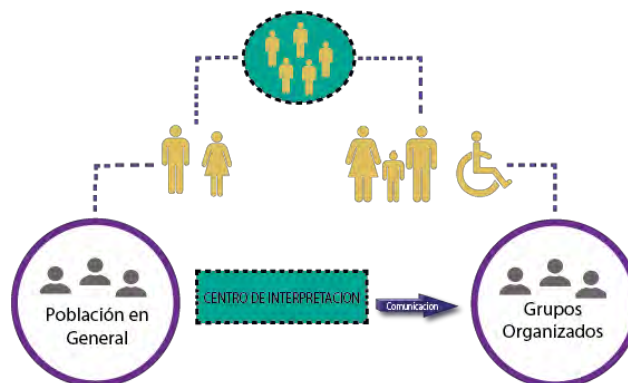 Población en
General
CENTRO DE INTERPRETACION
Comunicacion
Grupos
Organizados